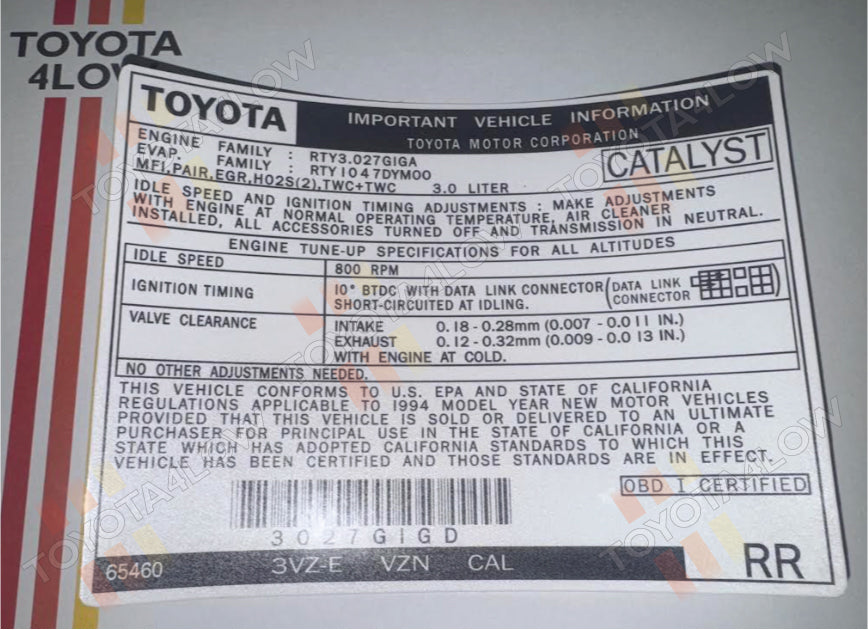 TOYOTA
4LOW
TOYOTA IMPORTANT VEHICLE INFORMATION
TOYOTA MOTOR CORPORATION
ENGINE FAMILY : RTY3.027GIGA
EVAP. FAMILY : RTY1047DYMOO
CATALYST
MFI,PAIR,EGR,HO2S(2),TWC+TWC 3.0 LITER
IDLE SPEED AND IGNITION TIMING ADJUSTMENTS : MAKE ADJUSTMENTS
WITH ENGINE AT NORMAL OPERATING TEMPERATURE, AIR CLEANER
INSTALLED, ALL ACCESSORIES TURNED OFF AND TRANSMISSION IN NEUTRAL.
ENGINE TUNE-UP SPECIFICATIONS FOR ALL ALTITUDES
IDLE SPEED 800 RPM
IGNITION TIMING 10° BTDC WITH DATA LINK CONNECTOR (DATA LINK
SHORT-CIRCUITED AT IDLING. CONNECTOR )
VALVE CLEARANCE INTAKE 0.18 - 0.28mm (0.007 - 0.011 IN.)
EXHAUST 0.12 - 0.32mm (0.009 - 0.013 IN.)
WITH ENGINE AT COLD.
NO OTHER ADJUSTMENTS NEEDED.
THIS VEHICLE CONFORMS TO U.S. EPA AND STATE OF CALIFORNIA
REGULATIONS APPLICABLE TO 1994 MODEL YEAR NEW MOTOR VEHICLES
PROVIDED THAT THIS VEHICLE IS SOLD OR DELIVERED TO AN ULTIMATE
PURCHASER FOR PRINCIPAL USE IN THE STATE OF CALIFORNIA OR A
STATE WHICH HAS ADOPTED CALIFORNIA STANDARDS TO WHICH THIS
VEHICLE HAS BEEN CERTIFIED AND THOSE STANDARDS ARE IN EFFECT.
OBD I CERTIFIED
3027GIGD
65460 3VZ-E VZN CAL RR
TOYOTA4LOW
TOYOTA4LOW
TOYOTA4LOW
TOYOTA4LOW
TOYOTA4LOW
TOYOTA4LOW